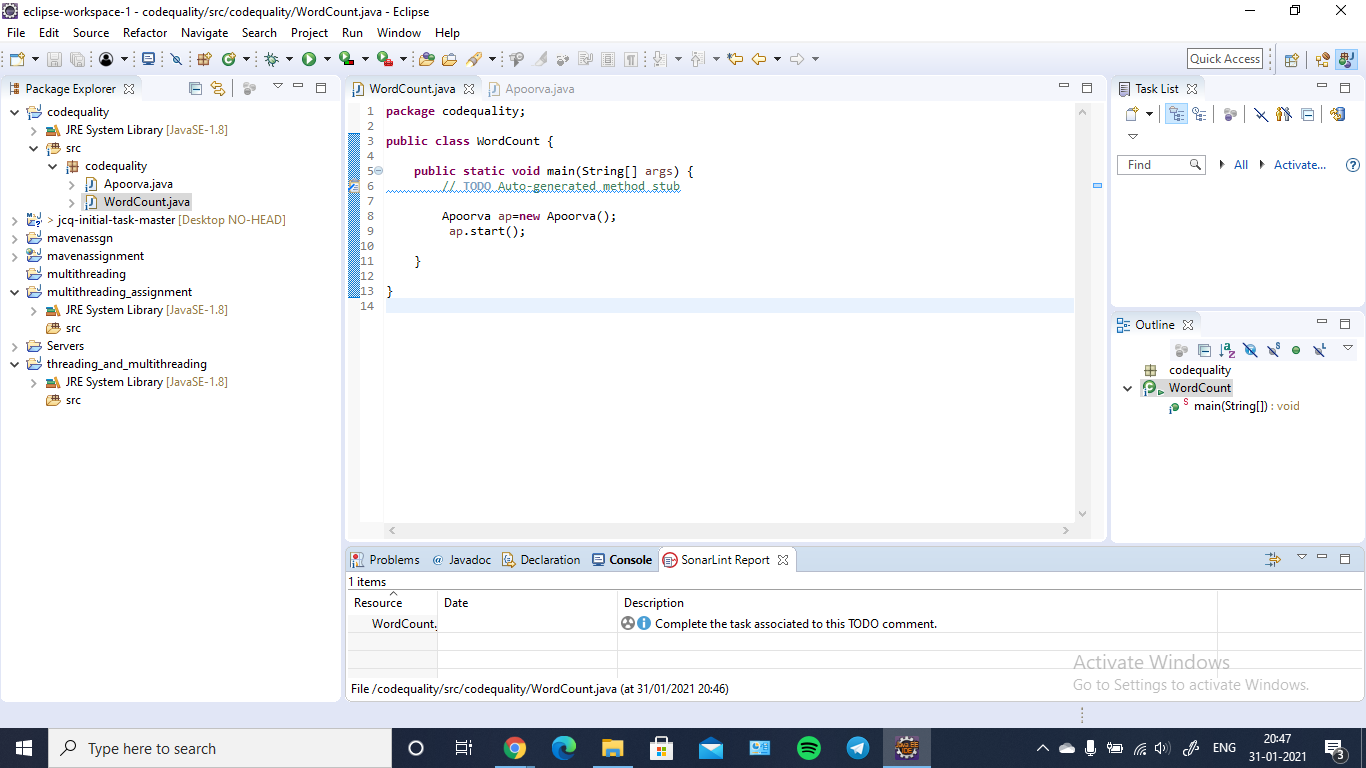 eclipse-workspace-1 - codequality/src/codequality/WordCount.java - Eclipse
File Edit Source Refactor Navigate Search Project Run Window Help
Quick Access
Package Explorer
codequality
JRE System Library [JavaSE-1.8]
src
codequality
Apoorva.java
WordCount.java
> jcq-initial-task-master [Desktop NO-HEAD]
mavenassgn
mavenassignment
multithreading
multithreading_assignment
JRE System Library [JavaSE-1.8]
src
Servers
threading_and_multithreading
JRE System Library [JavaSE-1.8]
src
WordCount.java Apoorva.java
1 package codequality;
2
3 public class WordCount {
4
5 public static void main(String[] args) {
6 // TODO Auto-generated method stub
7
8 Apoorva ap=new Apoorva();
9 ap.start();
10
11 }
12
13 }
14
Task List
Find All Activate...
Outline
codequality
WordCount
main(String[]) : void
Problems Javadoc Declaration Console SonarLint Report
1 items
Resource Date Description
WordCount. Complete the task associated to this TODO comment.
File /codequality/src/codequality/WordCount.java (at 31/01/2021 20:46)
Activate Windows
Go to Settings to activate Windows.
Type here to search
ENG
20:47
31-01-2021
3